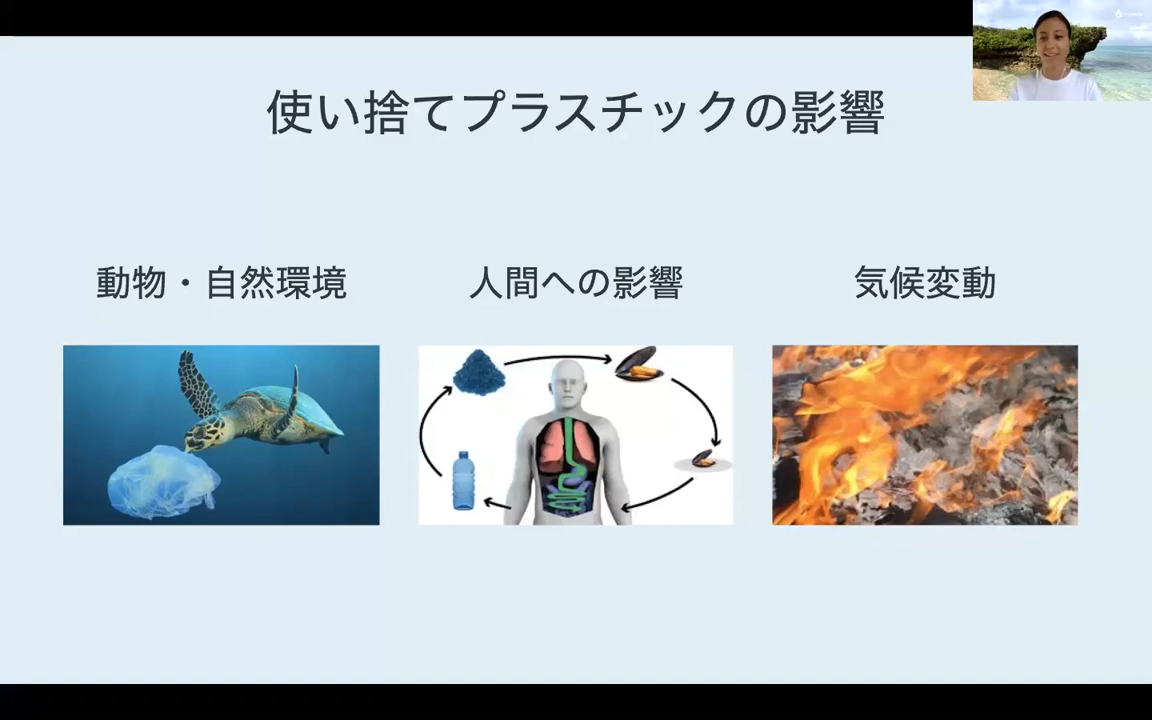 使い捨てプラスチックの影響
動物・自然環境
人間への影響
気候変動